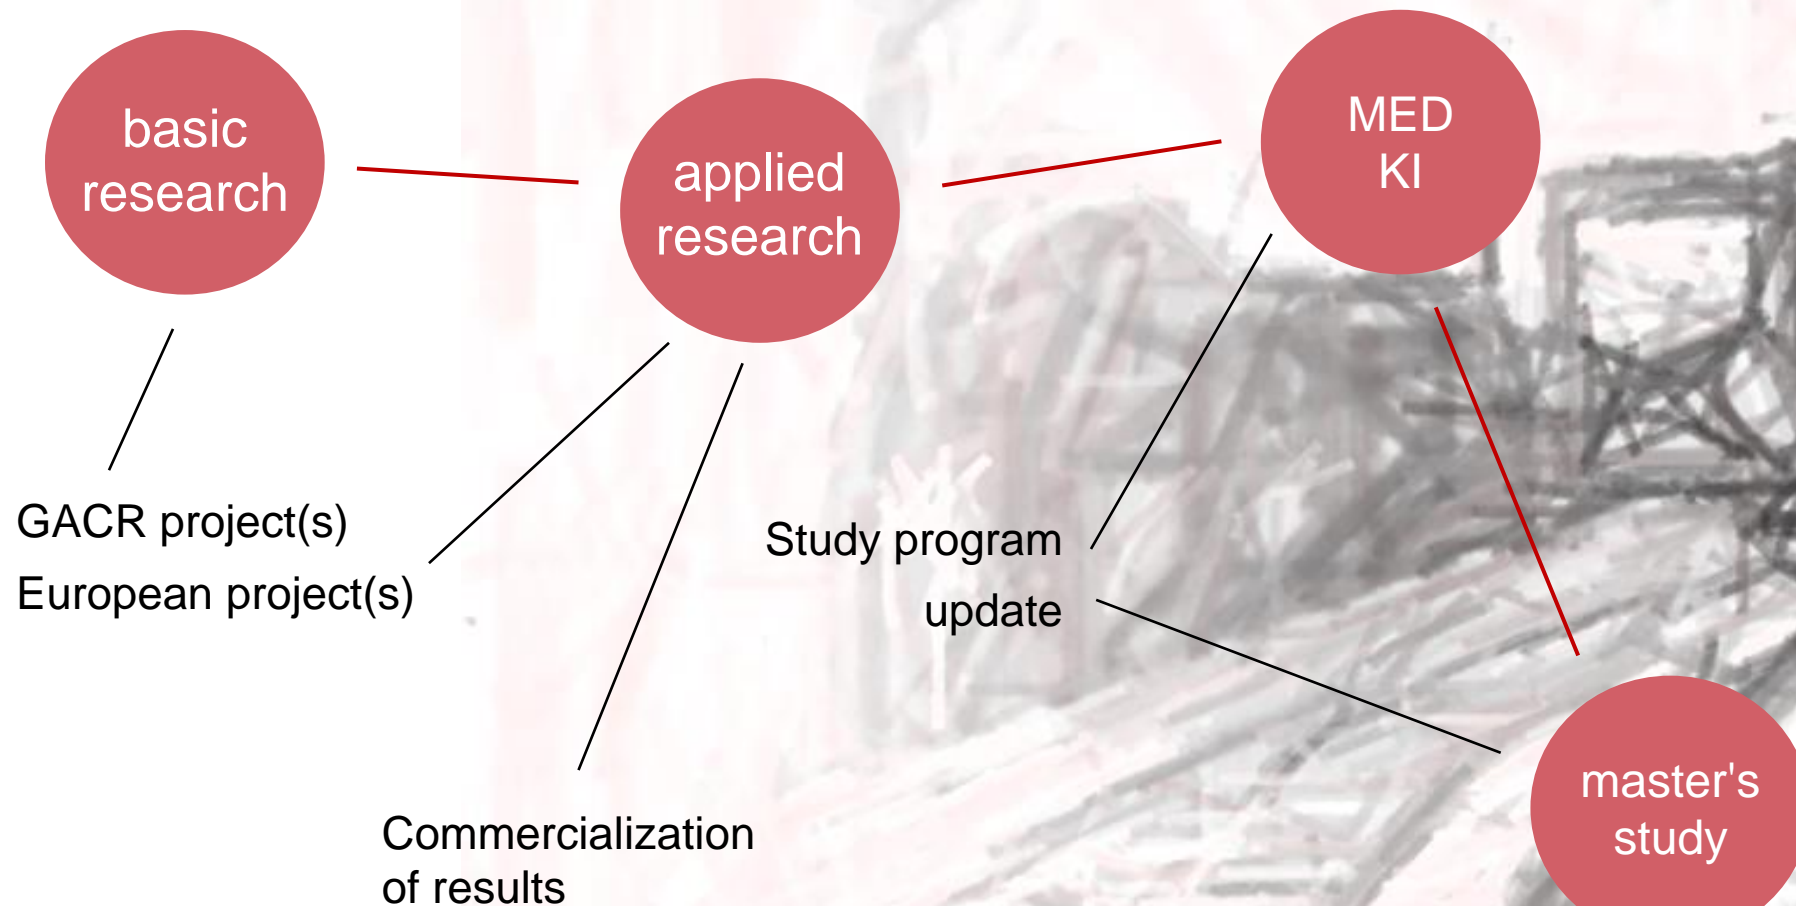 basic
research
applied
research
MED
KI
GACR project(s)
European project(s)
Study program
update
Commercialization
of results
master's
study